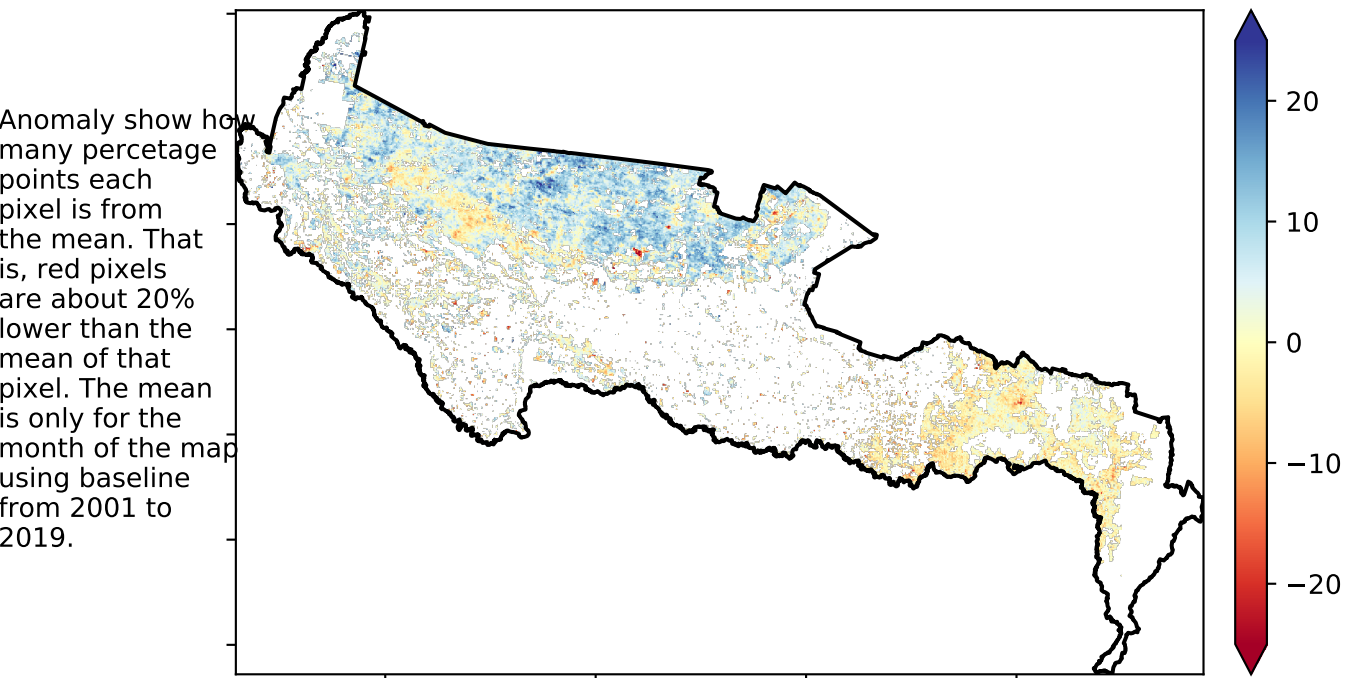 Anomaly show how
many percetage
points each
pixel is from
the mean. That
is, red pixels
are about 20%
lower than the
mean of that
pixel. The mean
is only for the
month of the map
using baseline
from 2001 to
2019.
20
10
0
−10
−20